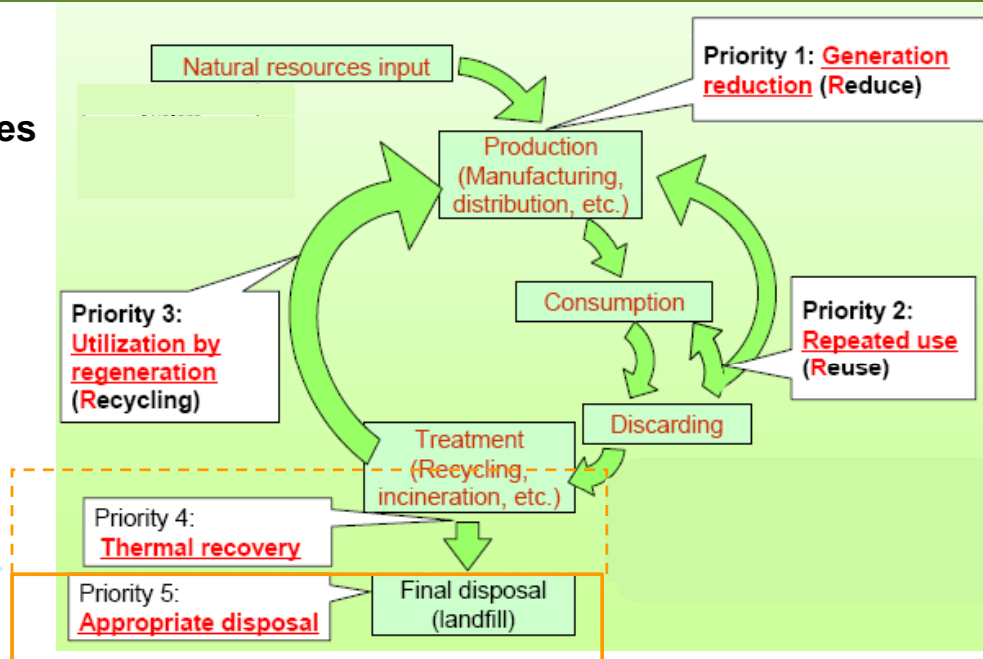 es
Natural resources input
Priority 1: Generation
reduction (Reduce)
Production
(Manufacturing,
distribution, etc.)
Consumption
Priority 2:
Repeated use
(Reuse)
Priority 3:
Utilization by
regeneration
(Recycling)
Discarding
Treatment
(Recycling,
incineration, etc.)
Priority 4:
Thermal recovery
Priority 5:
Appropriate disposal
Final disposal
(landfill)